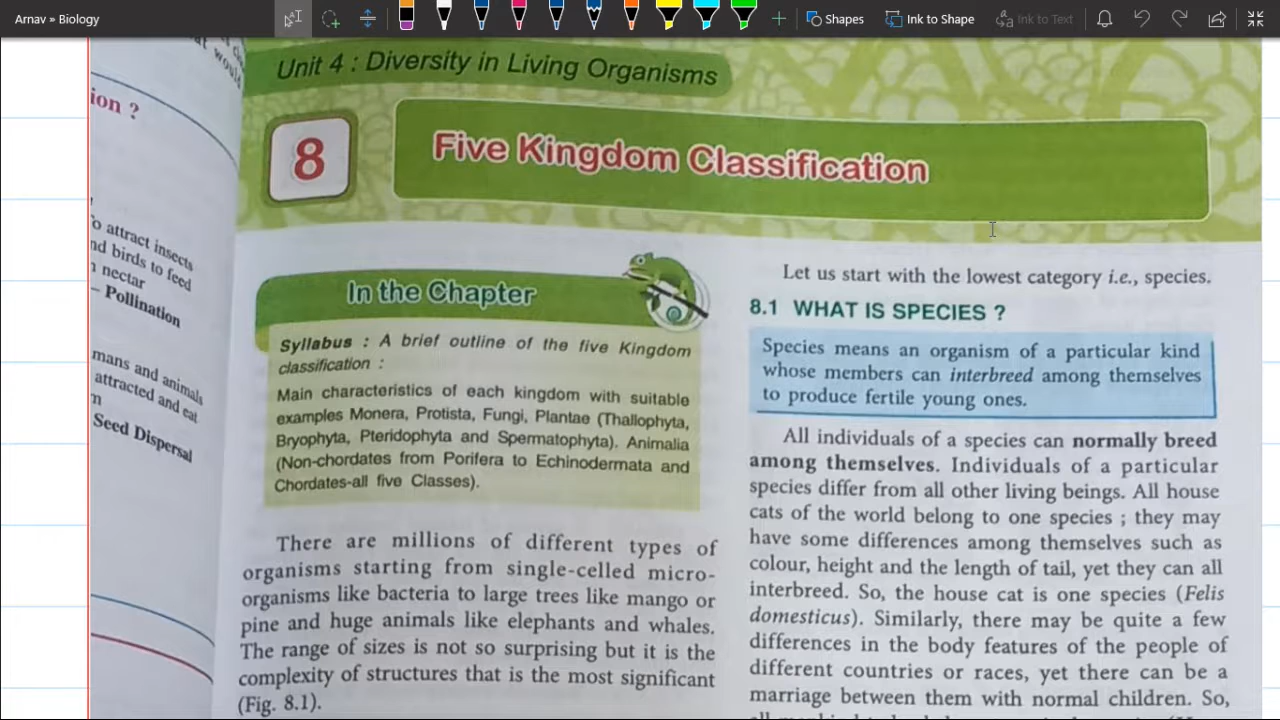 Arnav » Biology
Shapes
Ink to Shape
Ink to Text
would
ion ?
o attract insects
nd birds to feed
nectar
– Pollination
mans and animals
attracted and eat
n
Seed Dispersal
Unit 4 : Diversity in Living Organisms
8
Five Kingdom Classification
In the Chapter
Syllabus : A brief outline of the five Kingdom
classification :
Main characteristics of each kingdom with suitable
examples Monera, Protista, Fungi, Plantae (Thallophyta,
Bryophyta, Pteridophyta and Spermatophyta). Animalia
(Non-chordates from Porifera to Echinodermata and
Chordates-all five Classes).
There are millions of different types of
organisms starting from single-celled micro-
organisms like bacteria to large trees like mango or
pine and huge animals like elephants and whales.
The range of sizes is not so surprising but it is the
complexity of structures that is the most significant
(Fig. 8.1).
Let us start with the lowest category i.e., species.
8.1 WHAT IS SPECIES ?
Species means an organism of a particular kind
whose members can interbreed among themselves
to produce fertile young ones.
All individuals of a species can normally breed
among themselves. Individuals of a particular
species differ from all other living beings. All house
cats of the world belong to one species ; they may
have some differences among themselves such as
colour, height and the length of tail, yet they can all
interbreed. So, the house cat is one species (Felis
domesticus). Similarly, there may be quite a few
differences in the body features of the people of
different countries or races, yet there can be a
marriage between them with normal children. So,